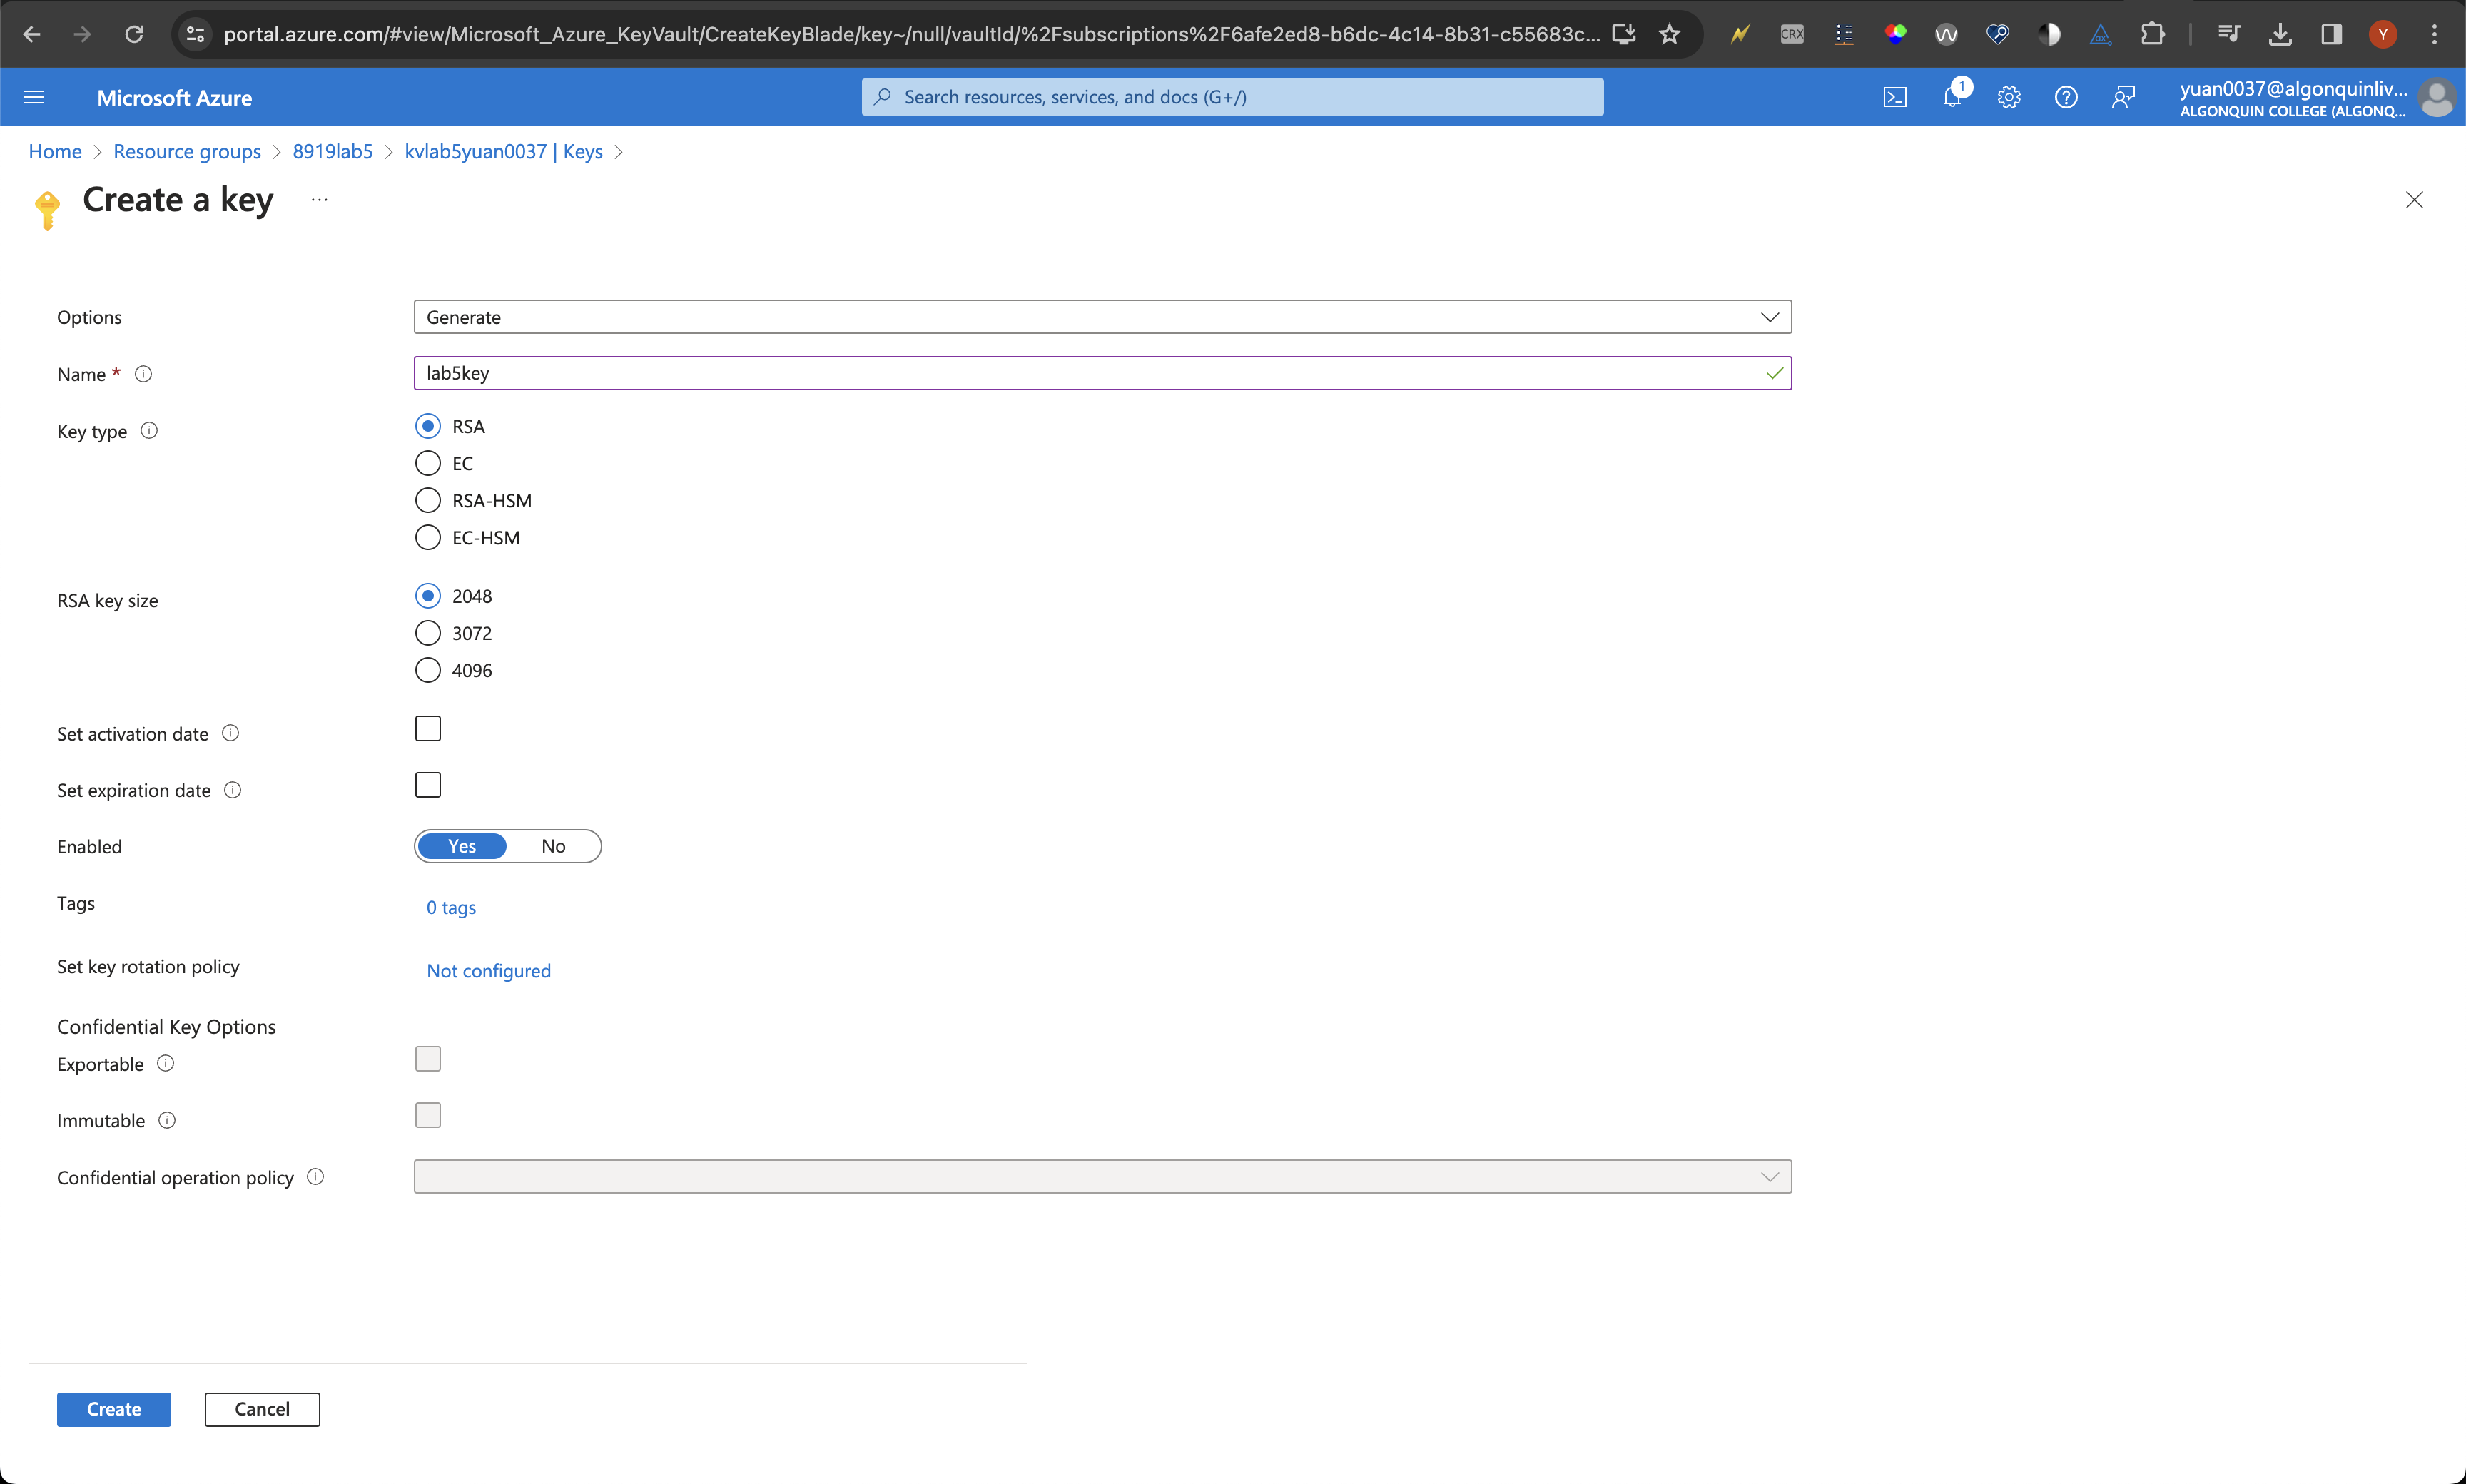 portal.azure.com/#view/Microsoft_Azure_KeyVault/CreateKeyBlade/key~/null/vaultId/%2Fsubscriptions%2F6afe2ed8-b6dc-4c14-8b31-c55683c...
CRX
Y
Microsoft Azure
Search resources, services, and docs (G+/)
1
yuan0037@algonquinliv...
ALGONQUIN COLLEGE (ALGONQ...
Home > Resource groups > 8919lab5 > kvlab5yuan0037 | Keys >
Create a key ...
Options Generate
Name * lab5key
Key type RSA
EC
RSA-HSM
EC-HSM
RSA key size 2048
3072
4096
Set activation date
Set expiration date
Enabled Yes No
Tags 0 tags
Set key rotation policy Not configured
Confidential Key Options
Exportable
Immutable
Confidential operation policy
Create Cancel